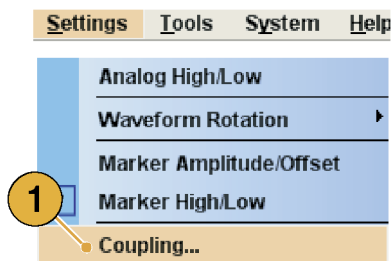 Settings Tools System Help
Analog High/Low
Waveform Rotation
Marker Amplitude/Offset
Marker High/Low
1
Coupling...